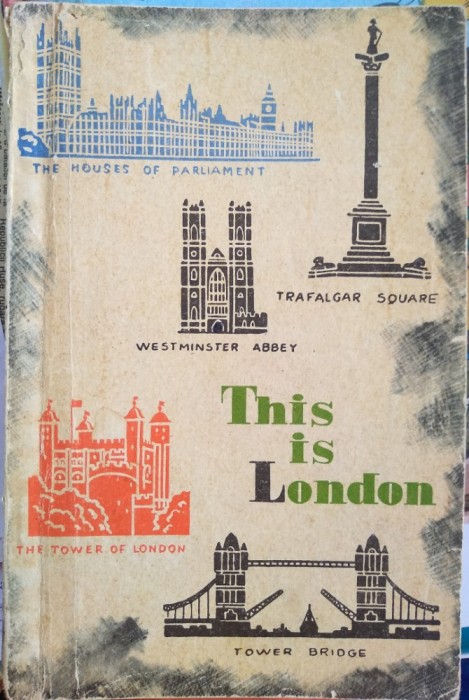 THE HOUSES OF PARLIAMENT
TRAFALGAR SQUARE
WESTMINSTER ABBEY
This
is
London
THE TOWER OF LONDON
TOWER BRIDGE